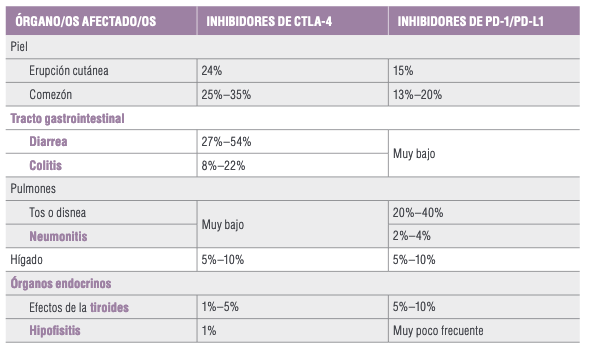 ÓRGANO/OS AFECTADO/OS INHIBIDORES DE CTLA-4 INHIBIDORES DE PD-1/PD-L1
Piel
Erupción cutánea 24% 15%
Comezón 25%–35% 13%–20%
Tracto gastrointestinal
Diarrea 27%–54% Muy bajo
Colitis 8%–22%
Pulmones
Tos o disnea Muy bajo 20%–40%
Neumonitis 2%–4%
Hígado 5%–10% 5%–10%
Órganos endocrinos
Efectos de la tiroides 1%–5% 5%–10%
Hipofisitis 1% Muy poco frecuente